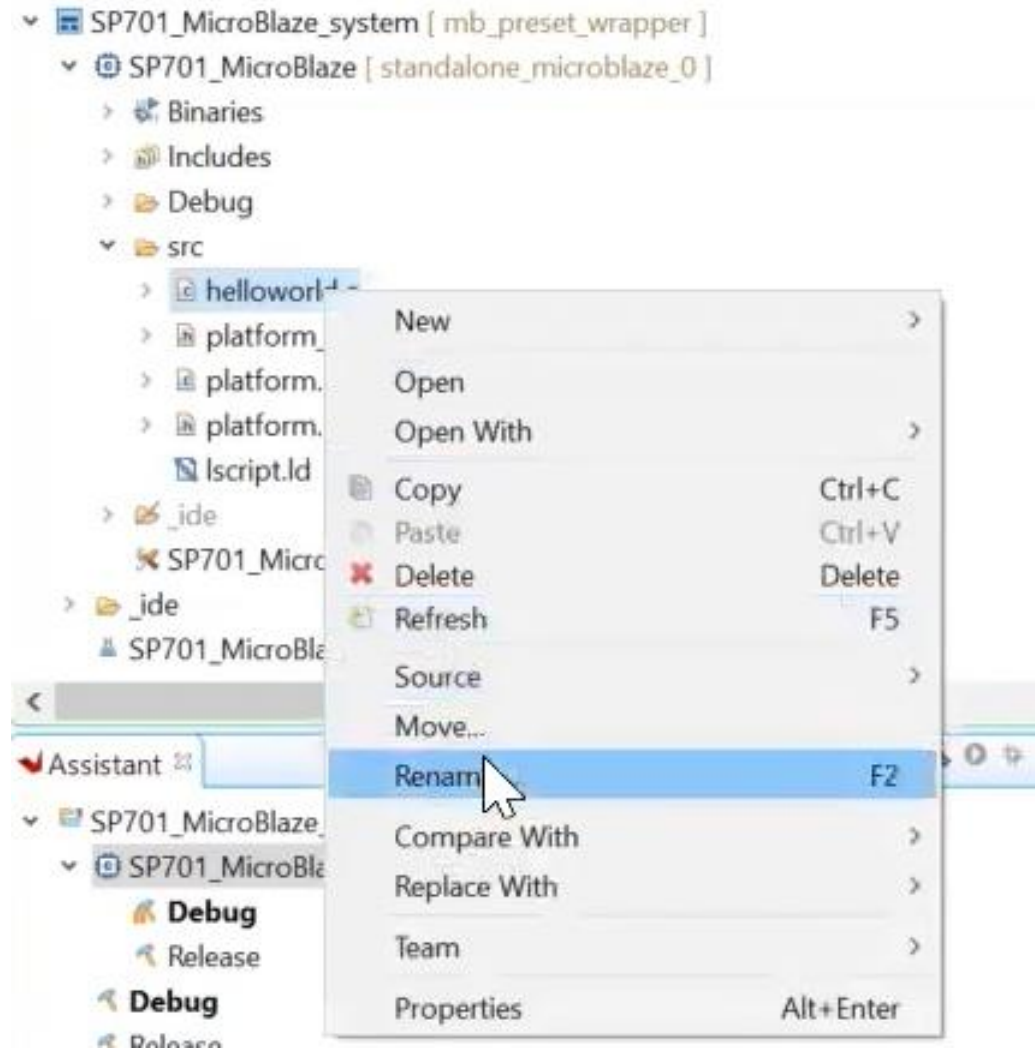 SP701_MicroBlaze_system [ mb_preset_wrapper ]
SP701_MicroBlaze [ standalone_microblaze_0 ]
Binaries
Includes
Debug
src
helloworld
platform_
platform.
platform.
lscript.ld
_ide
SP701_Micro
_ide
SP701_MicroBla
New
Open
Open With
Copy Ctrl+C
Paste Ctrl+V
Delete Delete
Refresh F5
Source
Move...
Renam F2
Compare With
Replace With
Team
Properties Alt+Enter
Assistant
SP701_MicroBlaze_
SP701_MicroBla
Debug
Release
Debug
Release